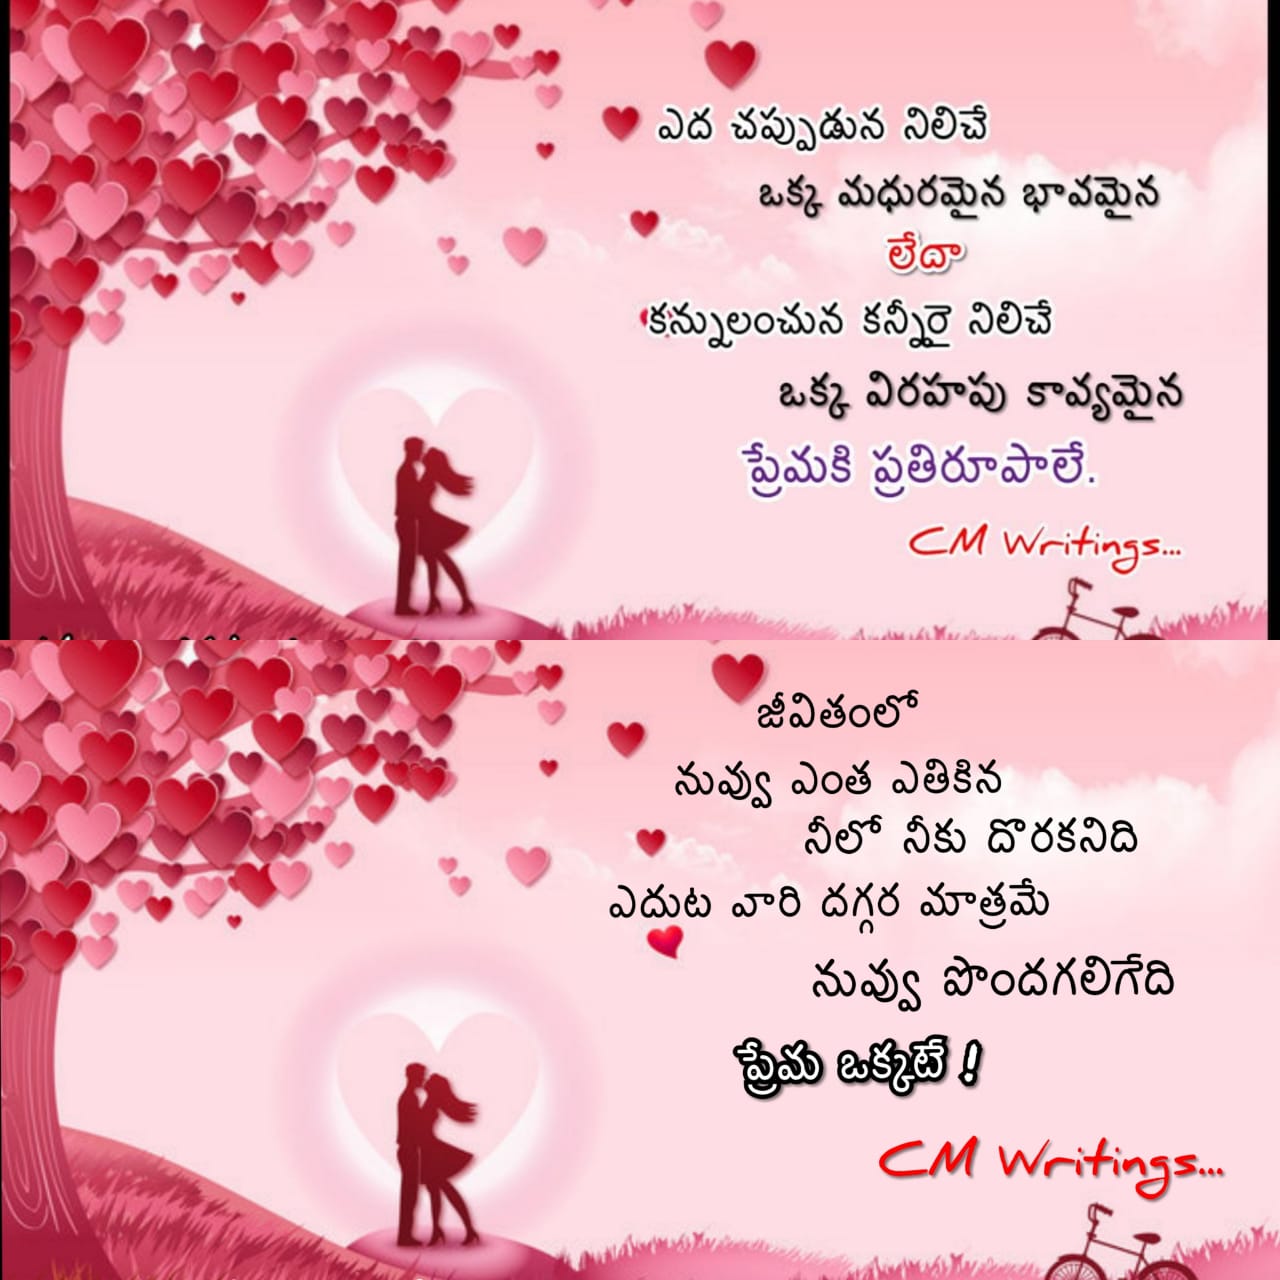 ఎద చప్పుడున నిలిచే
ఒక్క మధురమైన భావమైన
లేదా
కన్నులంచున కన్నీరై నిలిచే
ఒక్క విరహపు కావ్యమైన
ప్రేమకి ప్రతిరూపాలే.
CM Writings...
జీవితంలో
నువ్వు ఎంత ఎతికిన
నీలో నీకు దొరకనిది
ఎదుట వారి దగ్గర మాత్రమే
నువ్వు పొందగలిగేది
ప్రేమ ఒక్కటే !
CM Writings...